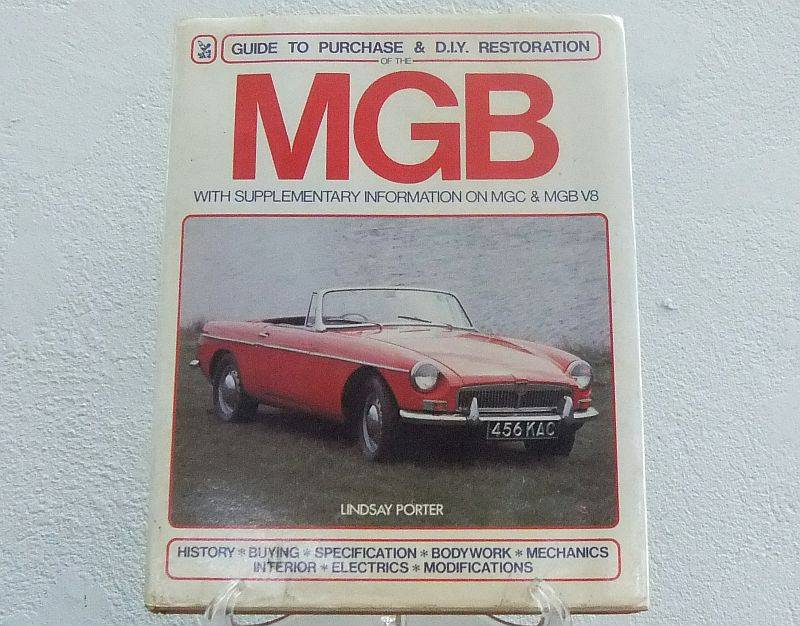 GUIDE TO PURCHASE & D.I.Y. RESTORATION
OF THE
MGB
WITH SUPPLEMENTARY INFORMATION ON MGC & MGB V8
456 KAC
LINDSAY PORTER
HISTORY * BUYING * SPECIFICATION * BODYWORK * MECHANICS
INTERIOR * ELECTRICS * MODIFICATIONS